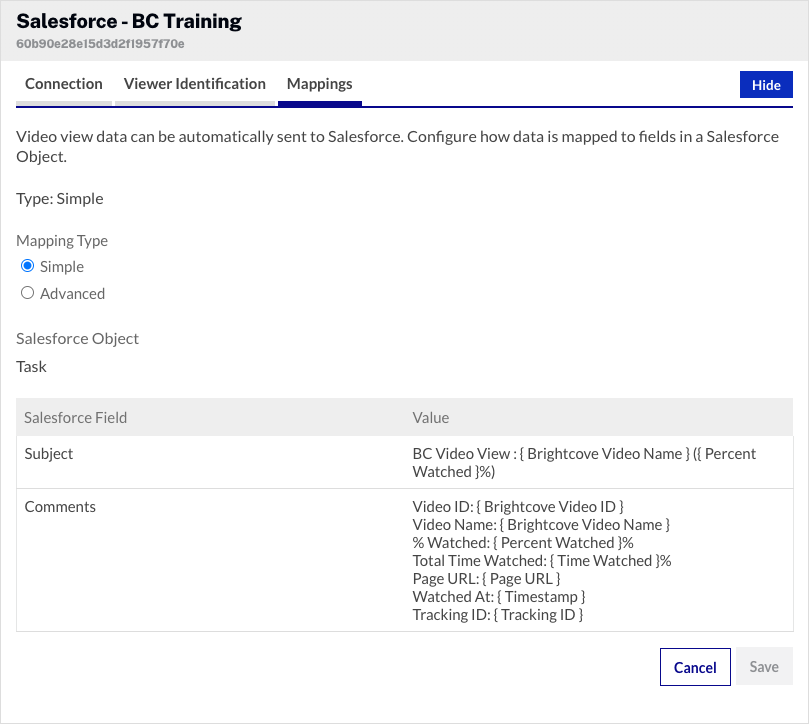 Salesforce - BC Training
60b90e28e15d3d2f1957f70e
Connection Viewer Identification Mappings Hide
Video view data can be automatically sent to Salesforce. Configure how data is mapped to fields in a Salesforce
Object.
Type: Simple
Mapping Type
Simple
Advanced
Salesforce Object
Task
Salesforce Field Value
Subject BC Video View : { Brightcove Video Name } ({ Percent
Watched }%)
Comments Video ID: { Brightcove Video ID }
Video Name: { Brightcove Video Name }
% Watched: { Percent Watched }%
Total Time Watched: { Time Watched }%
Page URL: { Page URL }
Watched At: { Timestamp }
Tracking ID: { Tracking ID }
Cancel Save